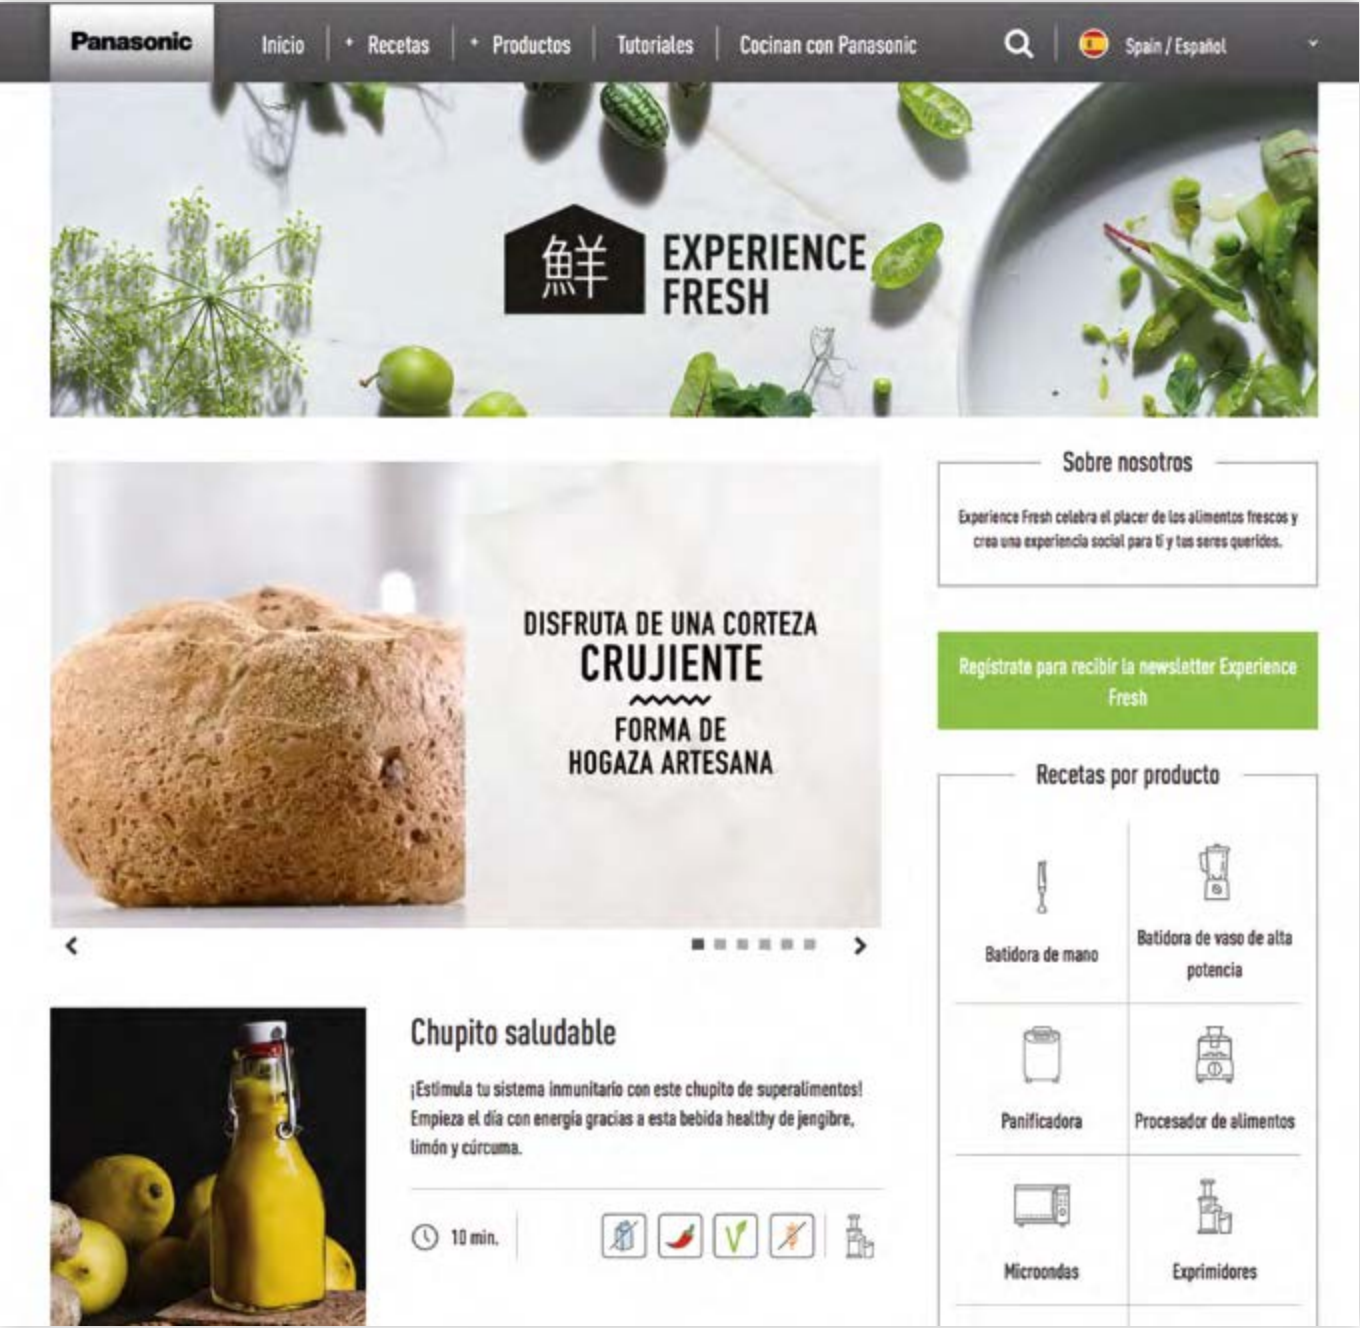 Panasonic
Inicio
+ Recetas
+ Productos
Tutoriales
Cocinan con Panasonic
Spain / Español
鮮
EXPERIENCE
FRESH
DISFRUTA DE UNA CORTEZA
CRUJIENTE
FORMA DE
HOGAZA ARTESANA
Chupito saludable
¡Estimula tu sistema inmunitario con este chupito de superalimentos!
Empieza el día con energía gracias a esta bebida healthy de jengibre,
limón y cúrcuma.
10 min.
Sobre nosotros
Experience Fresh celebra el placer de los alimentos frescos y
crea una experiencia social para ti y tus seres queridos.
Regístrate para recibir la newsletter Experience
Fresh
Recetas por producto
Batidora de mano
Batidora de vaso de alta
potencia
Panificadora
Procesador de alimentos
Microondas
Exprimidores